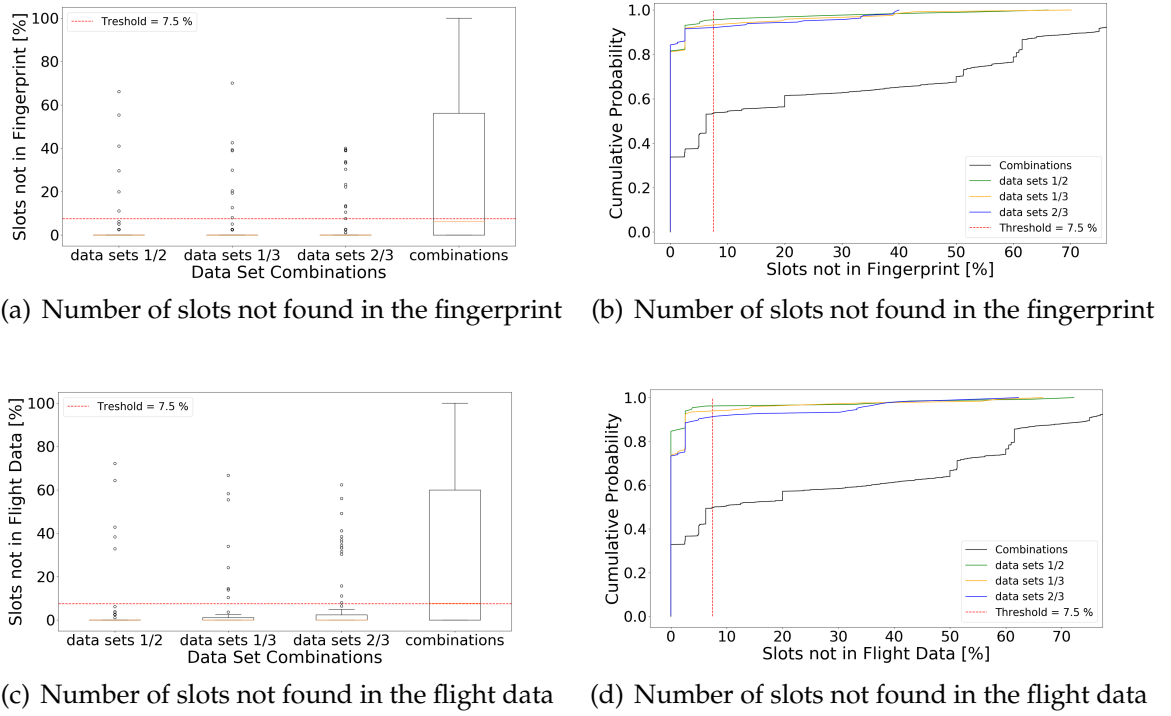 Slots not in Fingerprint [%]
100
80
60
40
20
0
Treshold = 7.5 %
data sets 1/2 data sets 1/3 data sets 2/3 combinations
Data Set Combinations
(a) Number of slots not found in the fingerprint
Cumulative Probability
1.0
0.8
0.6
0.4
0.2
0.0
Combinations
data sets 1/2
data sets 1/3
data sets 2/3
Threshold = 7.5 %
0 10 20 30 40 50 60 70
Slots not in Fingerprint [%]
(b) Number of slots not found in the fingerprint
Slots not in Flight Data [%]
100
80
60
40
20
0
Treshold = 7.5 %
data sets 1/2 data sets 1/3 data sets 2/3 combinations
Data Set Combinations
(c) Number of slots not found in the flight data
Cumulative Probability
1.0
0.8
0.6
0.4
0.2
0.0
Combinations
data sets 1/2
data sets 1/3
data sets 2/3
Threshold = 7.5 %
0 10 20 30 40 50 60 70
Slots not in Flight Data [%]
(d) Number of slots not found in the flight data